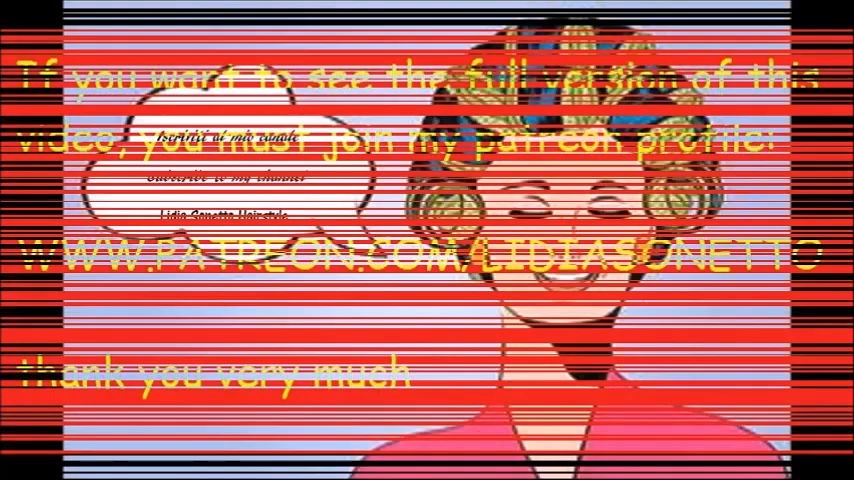 If you want to see the full version of this
video, you must join my patreon profile:
WWW.PATREON.COM/LIDIASONETTO
thank you very much
Iscriviti al mio canale
Subscribe to my channel
Lidia Sonetto Hairstyle